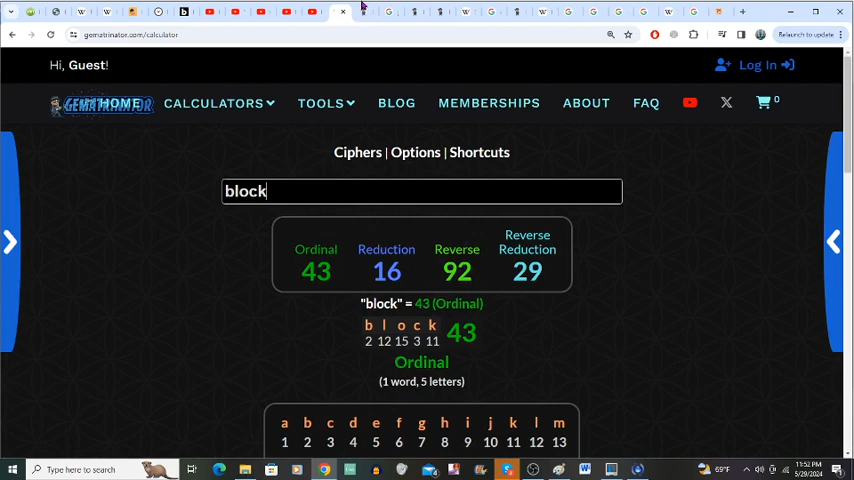 gematrinator.com/calculator
Relaunch to update
Hi, Guest!
Log In
GEMATRINATOR
HOME
CALCULATORS
TOOLS
BLOG
MEMBERSHIPS
ABOUT
FAQ
0
Ciphers | Options | Shortcuts
block
Ordinal
43
Reduction
16
Reverse
92
Reverse
Reduction
29
"block" = 43 (Ordinal)
b l o c k
2 12 15 3 11
43
Ordinal
(1 word, 5 letters)
a b c d e f g h i j k l m
1 2 3 4 5 6 7 8 9 10 11 12 13
Type here to search
69°F
11:52 PM
5/29/2024